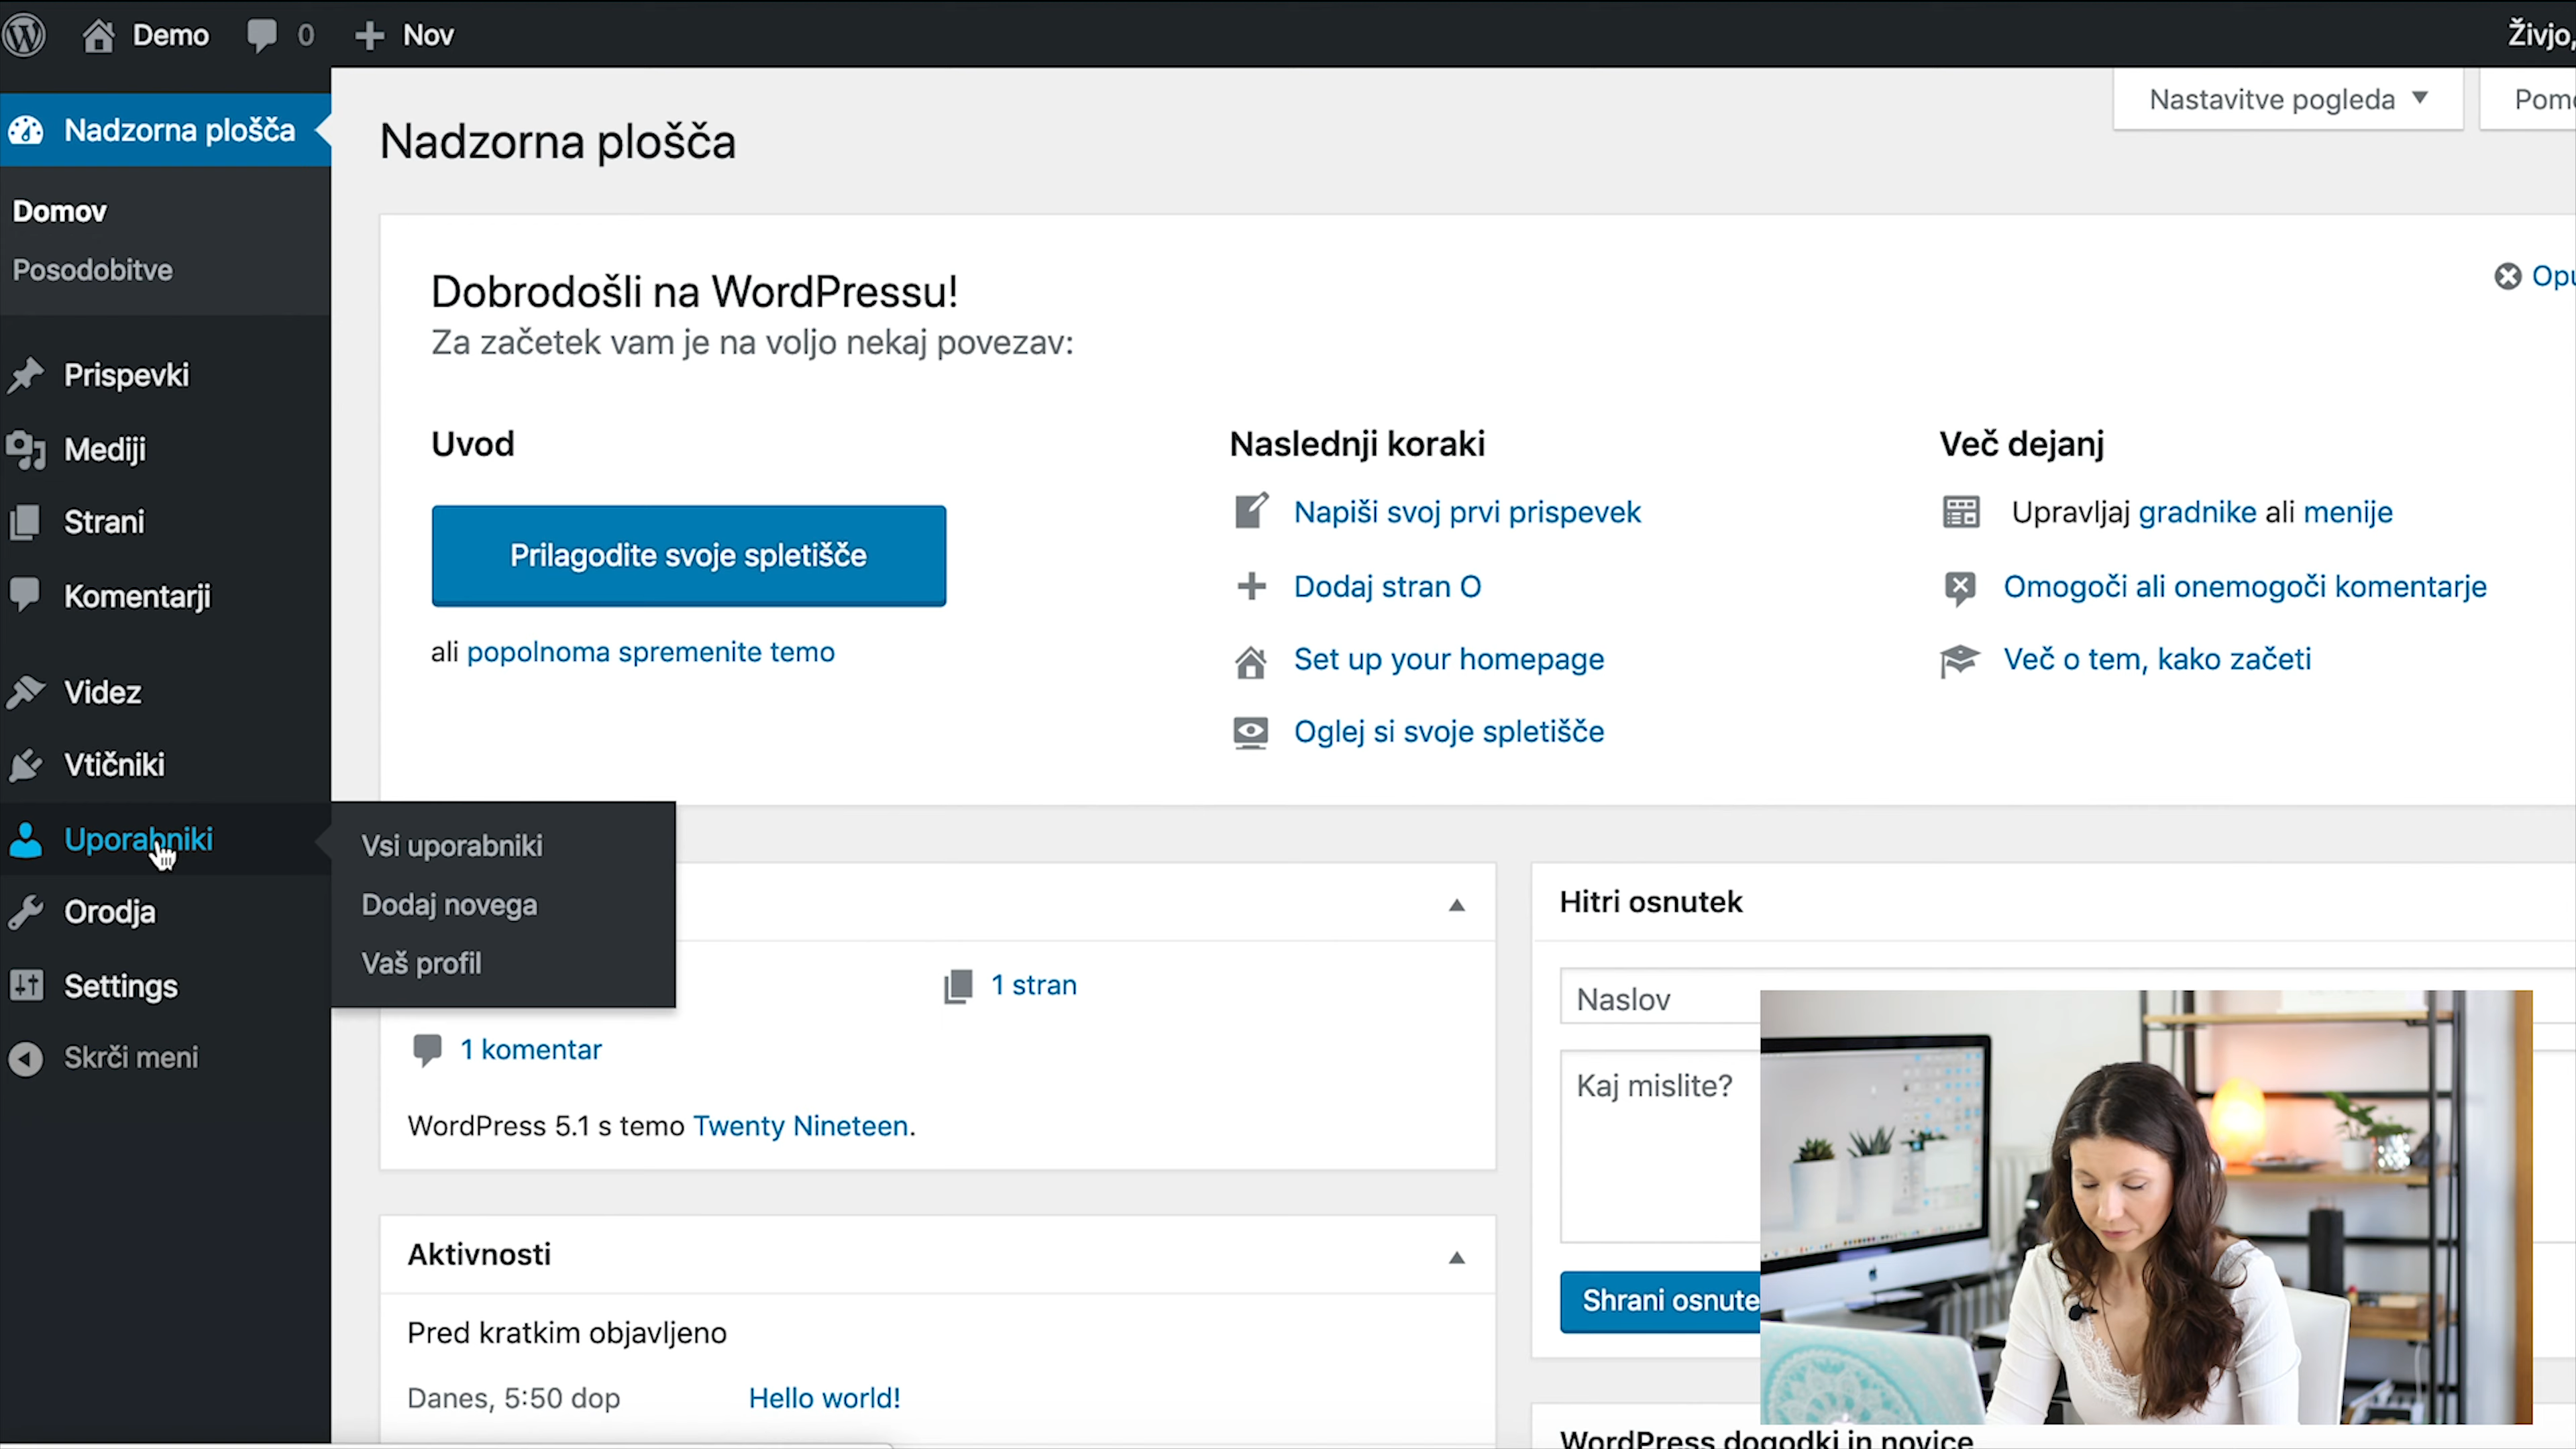 Demo 0 Nov
Živjo,
Nadzorna plošča
Domov
Posodobitve
Prispevki
Mediji
Strani
Komentarji
Videz
Vtičniki
Uporabniki
Orodja
Settings
Skrči meni
Vsi uporabniki
Dodaj novega
Vaš profil
Nastavitve pogleda
Nadzorna plošča
Dobrodošli na WordPressu!
Za začetek vam je na voljo nekaj povezav:
Uvod
Prilagodite svoje spletišče
ali popolnoma spremenite temo
Naslednji koraki
Napiši svoj prvi prispevek
Dodaj stran O
Set up your homepage
Oglej si svoje spletišče
Več dejanj
Upravljaj gradnike ali menije
Omogoči ali onemogoči komentarje
Več o tem, kako začeti
1 stran
1 komentar
WordPress 5.1 s temo Twenty Nineteen.
Aktivnosti
Pred kratkim objavljeno
Danes, 5:50 dop Hello world!
Hitri osnutek
Naslov
Kaj mislite?
Shrani osnute
WordPress dogodki in novice